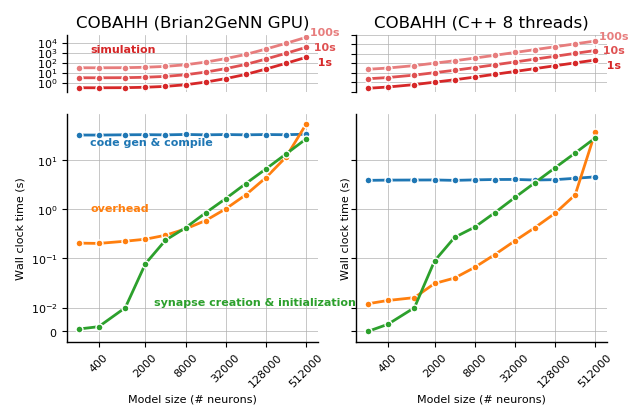 COBAHH (Brian2GeNN GPU)
COBAHH (C++ 8 threads)
100s
10s
1s
simulation
10⁴
10³
10²
10¹
10⁰
100s
10s
1s
code gen & compile
overhead
synapse creation & initialization
Wall clock time (s)
10¹
10⁰
10⁻¹
10⁻²
0
Wall clock time (s)
400
2000
8000
32000
128000
512000
400
2000
8000
32000
128000
512000
Model size (# neurons)
Model size (# neurons)